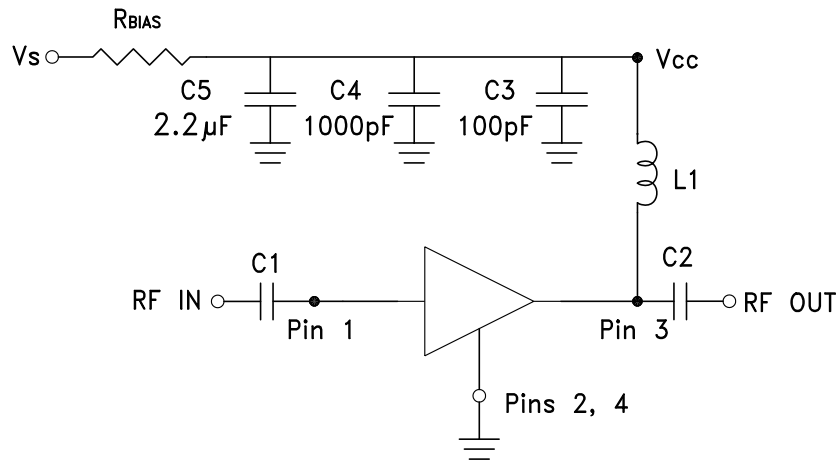 RBIAS
Vs
Vcc
C5
C4
C3
2.2µF
1000pF
100pF
L1
C1
C2
RF IN
RF OUT
Pin 1
Pin 3
Pins 2, 4